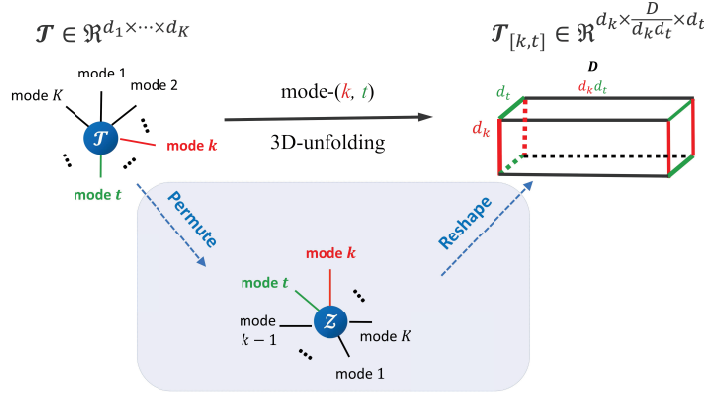 𝒯 ∈ ℜ^{d₁×⋯×d_K}
𝒯_{[k,t]} ∈ ℜ^{d_k × D/(d_k d_t) × d_t}
mode 1
mode 2
mode K
𝒯
mode k
mode t
mode-(k, t)
3D-unfolding
D
d_k d_t
d_t
d_k
Permute
Reshape
mode k
mode t
mode
k − 1
𝒵
mode K
mode 1